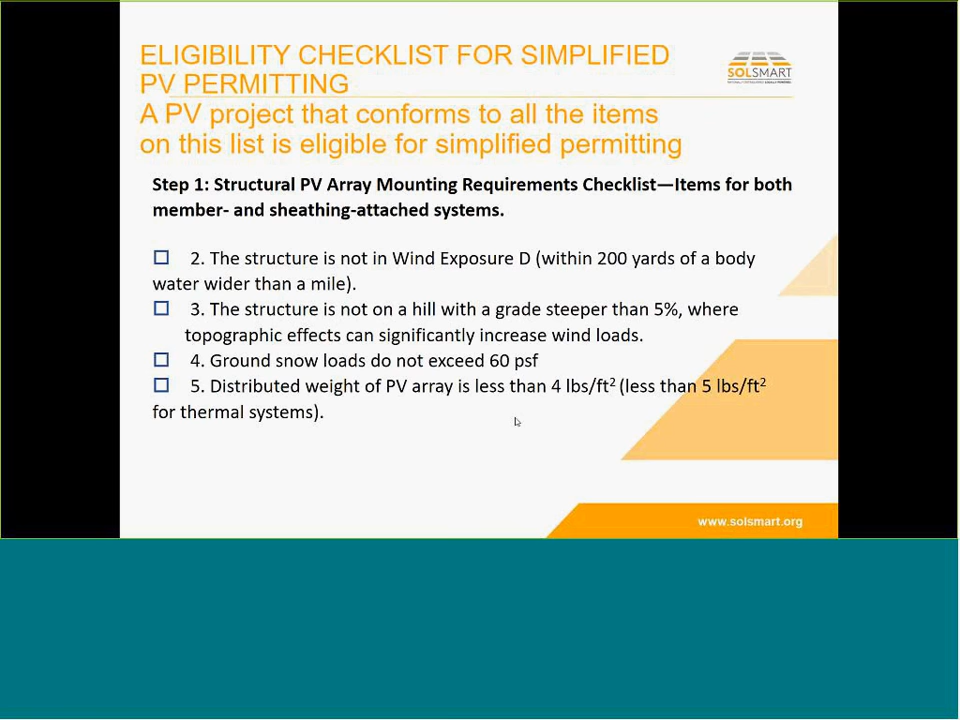 ELIGIBILITY CHECKLIST FOR SIMPLIFIED
PV PERMITTING
A PV project that conforms to all the items
on this list is eligible for simplified permitting
SOLSMART
Step 1: Structural PV Array Mounting Requirements Checklist—Items for both
member- and sheathing-attached systems.
2. The structure is not in Wind Exposure D (within 200 yards of a body
water wider than a mile).
3. The structure is not on a hill with a grade steeper than 5%, where
topographic effects can significantly increase wind loads.
4. Ground snow loads do not exceed 60 psf
5. Distributed weight of PV array is less than 4 lbs/ft² (less than 5 lbs/ft²
for thermal systems).
www.solsmart.org